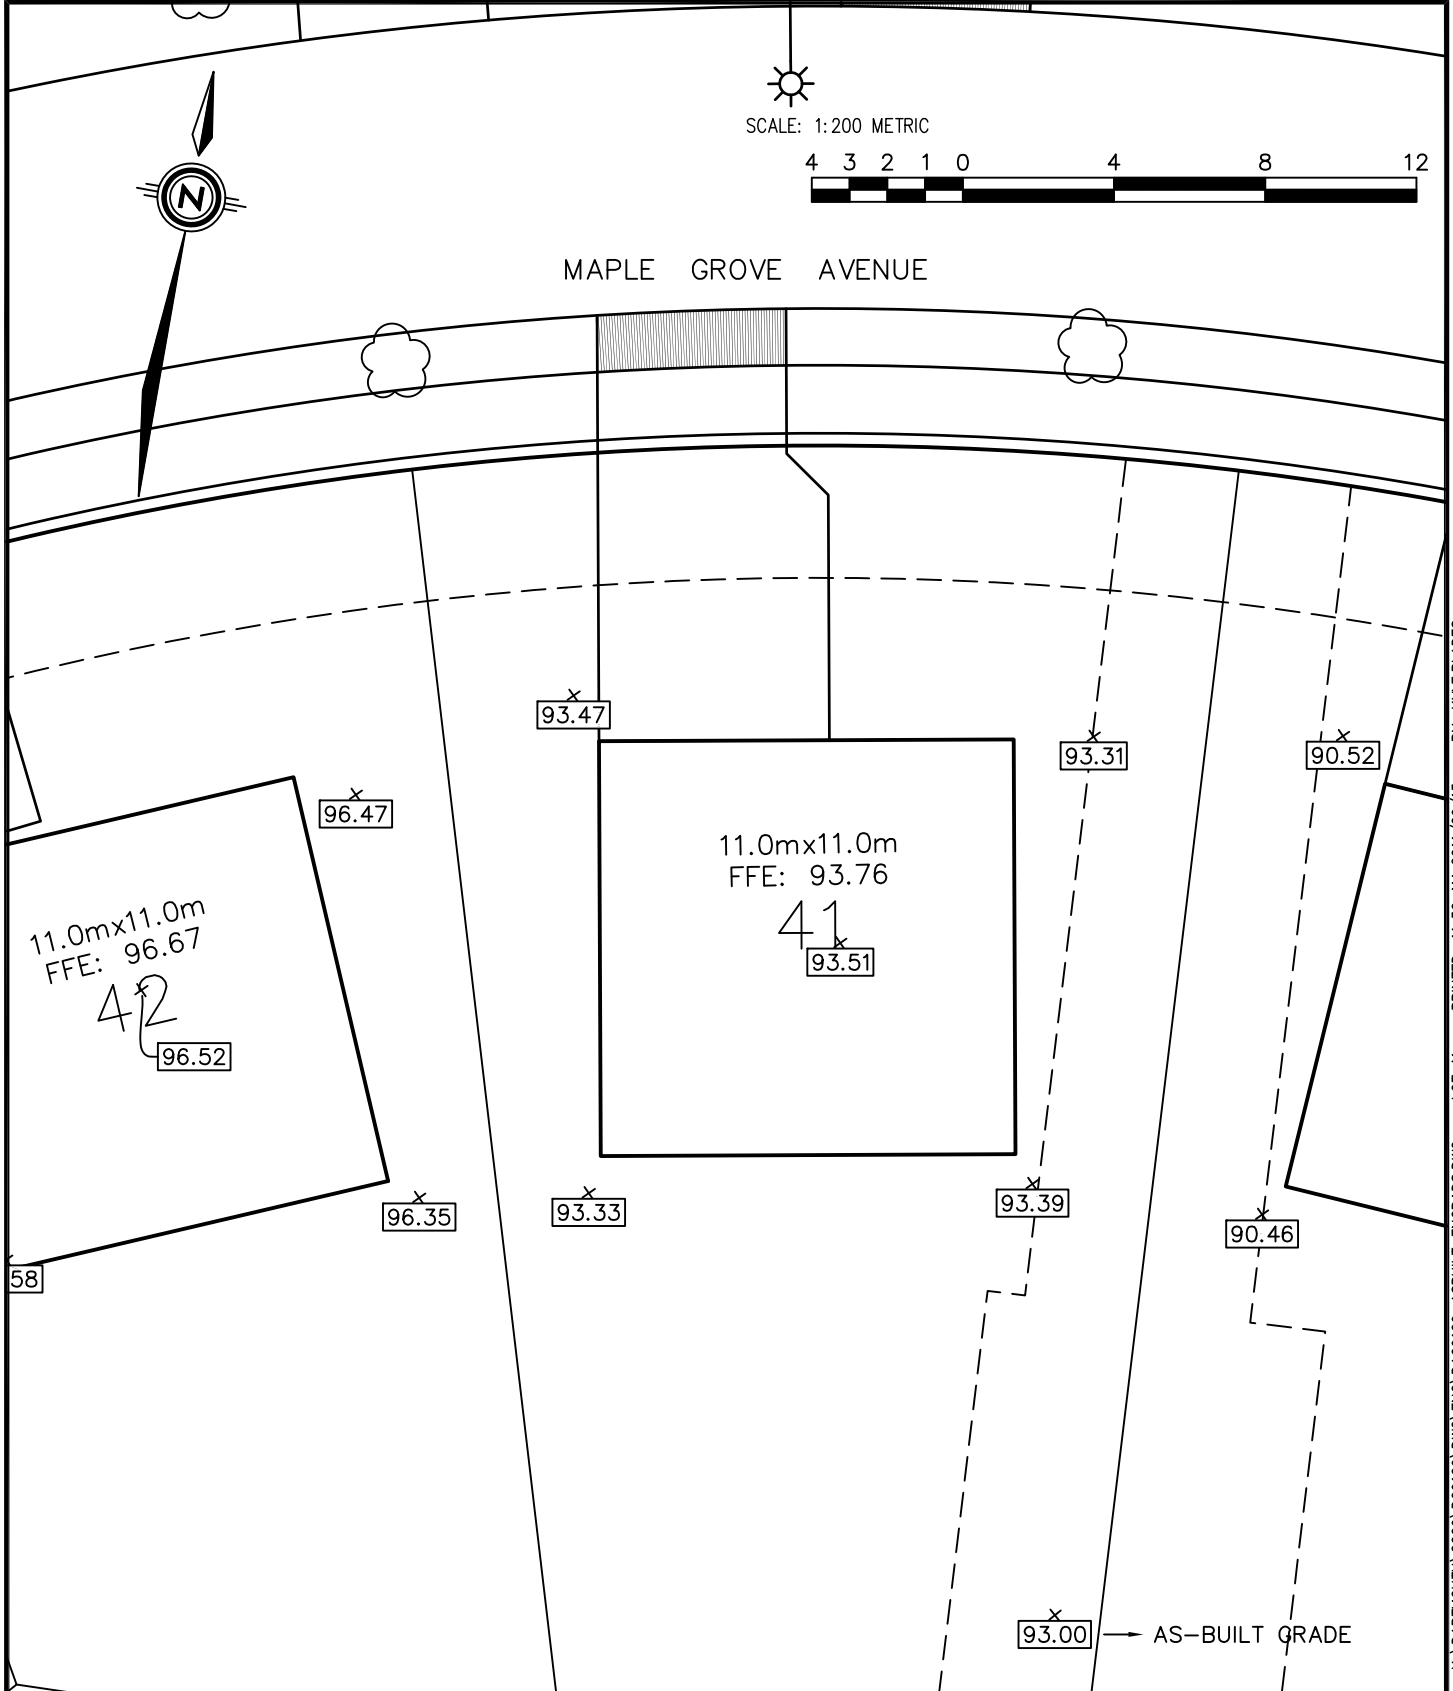 SCALE: 1:200 METRIC
4 3 2 1 0 4 8 12
N
MAPLE GROVE AVENUE
93.47
93.31
90.52
96.47
11.0mx11.0m
FFE: 93.76
41
93.51
11.0mx11.0m
FFE: 96.67
42
96.52
96.35
93.33
93.39
90.46
58
93.00 AS-BUILT GRADE